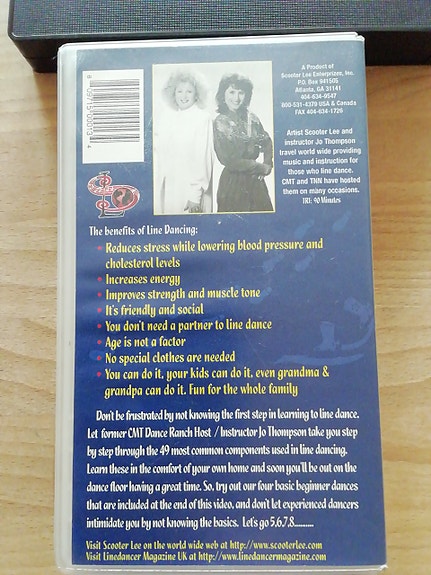 A Product of
Scooter Lee Enterprizes, Inc.
P.O. Box 941505
Atlanta, GA 31141
404-634-9547
800-531-4379 USA & Canada
FAX 404-634-1726
Artist Scooter Lee and
instructor Jo Thompson
travel world wide providing
music and instruction for
those who line dance.
CMT and TNN have hosted
them on many occasions.
TRT: 90 Minutes
The benefits of Line Dancing:
• Reduces stress while lowering blood pressure and
cholesterol levels
• Increases energy
• Improves strength and muscle tone
• It's friendly and social
• You don't need a partner to line dance
• Age is not a factor
• No special clothes are needed
• You can do it, your kids can do it, even grandma &
grandpa can do it. Fun for the whole family
Don't be frustrated by not knowing the first step in learning to line dance.
Let former CMT Dance Ranch Host / Instructor Jo Thompson take you step
by step through the 49 most common components used in line dancing.
Learn these in the comfort of your own home and soon you'll be out on the
dance floor having a great time. So, try out our four basic beginner dances
that are included at the end of this video, and don't let experienced dancers
intimidate you by not knowing the basics. Let's go 5,6,7,8..........
Visit Scooter Lee on the world wide web at http://www.scooterlee.com
Visit Linedancer Magazine UK at http://www.linedancermagazine.com